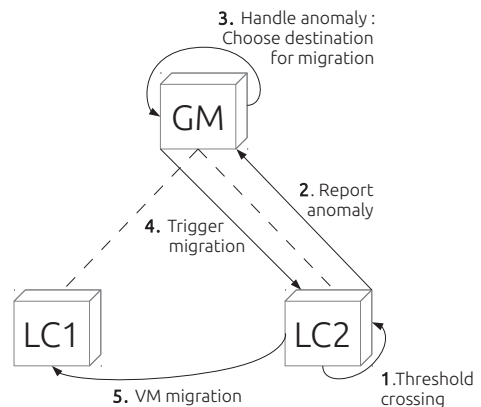 3. Handle anomaly :
Choose destination
for migration
GM
2. Report
anomaly
4. Trigger
migration
LC1
LC2
1.Threshold
crossing
5. VM migration